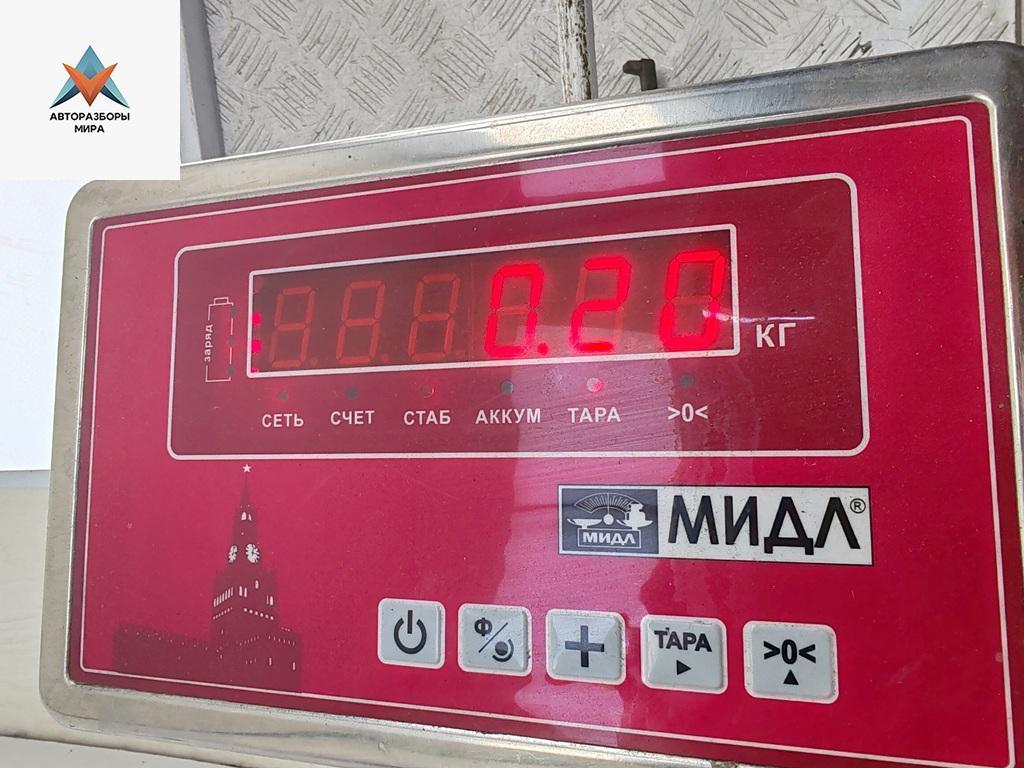 АВТОРАЗБОРЫ
МИРА
заряд
0.20
КГ
СЕТЬ СЧЕТ СТАБ АККУМ ТАРА >0<
МИДЛ МИДЛ®
Ф
ТАРА >0<